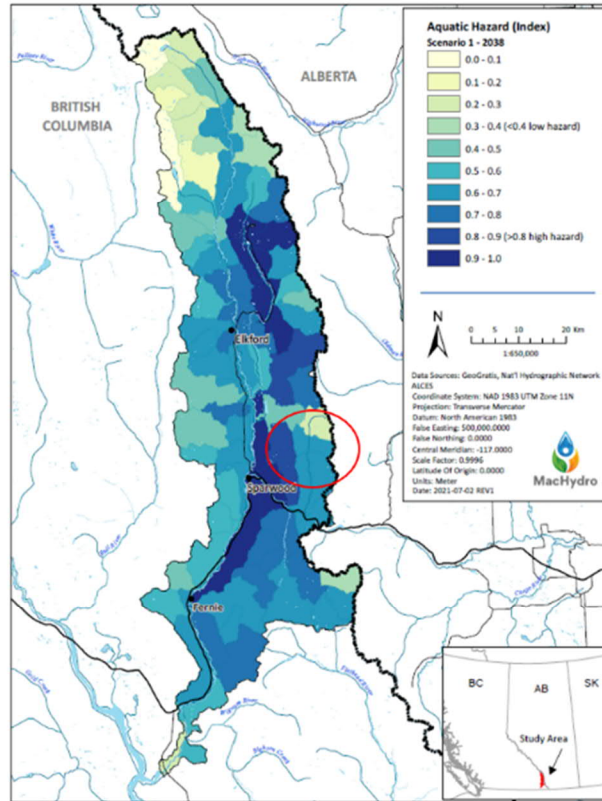 Aquatic Hazard (Index)
Scenario 1 - 2038
0.0 - 0.1
0.1 - 0.2
0.2 - 0.3
0.3 - 0.4 (<0.4 low hazard)
0.4 - 0.5
0.5 - 0.6
0.6 - 0.7
0.7 - 0.8
0.8 - 0.9 (>0.8 high hazard)
0.9 - 1.0
N
0 5 10 20 Km
1:650,000
Data Sources: GeoGratis, Nat'l Hydrographic Network
ALCES
Coordinate System: NAD 1983 UTM Zone 11N
Projection: Transverse Mercator
Datum: North American 1983
False Easting: 500,000.0000
False Northing: 0.0000
Central Meridian: -117.0000
Scale Factor: 0.9996
Latitude Of Origin: 0.0000
Units: Meter
Date: 2021-07-02 REV1
MacHydro
ALBERTA
BRITISH
COLUMBIA
Elkford
Sparwood
Fernie
BC
AB
SK
Study Area